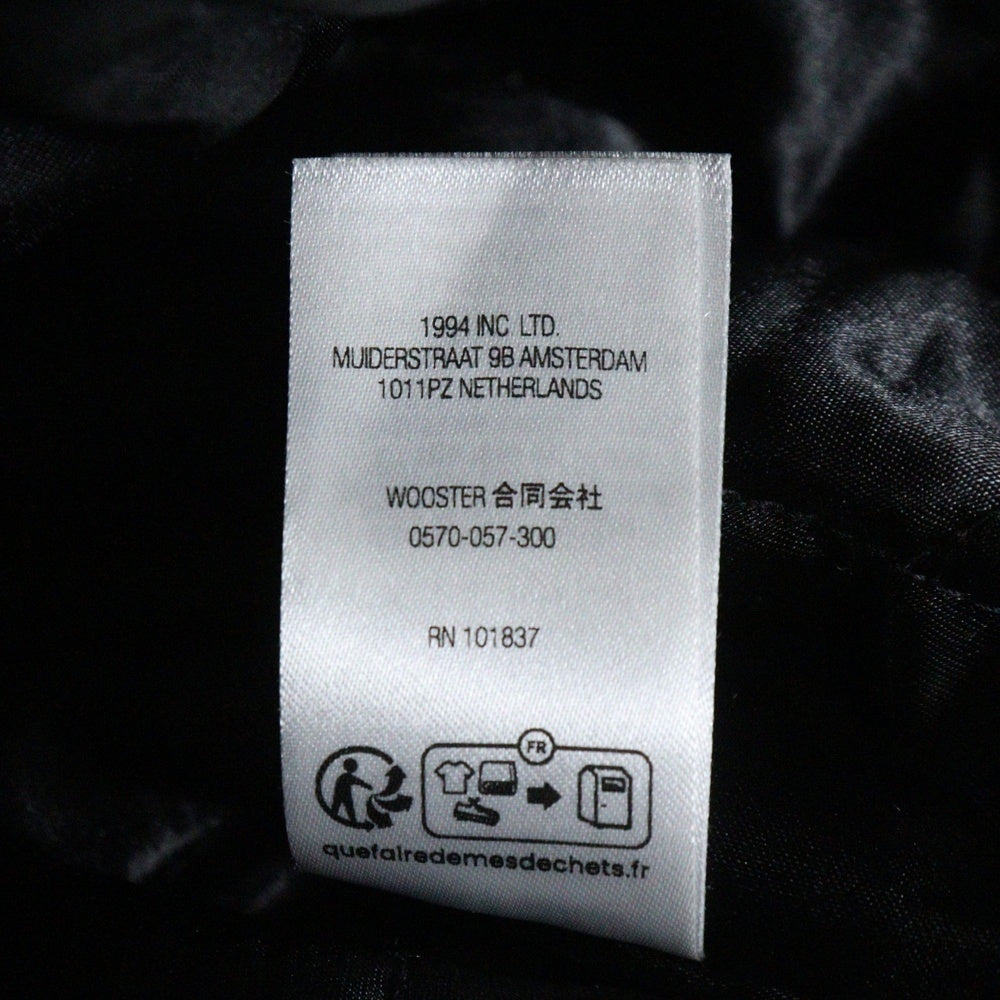 1994 INC LTD.
MUIDERSTRAAT 9B AMSTERDAM
1011PZ NETHERLANDS
WOOSTER 合同会社
0570-057-300
RN 101837
FR
quefairedemesdechets.fr